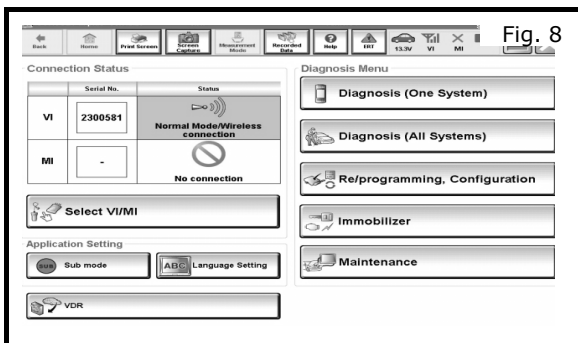 Fig. 8
Back
Home
Print Screen
Screen Capture
Measurement Mode
Recorded Data
Help
ERT
13.3V
VI
MI
Connection Status
Serial No.
Status
VI
2300581
Normal Mode/Wireless
connection
MI
-
No connection
Select VI/MI
Application Setting
SUB
Sub mode
ABC
Language Setting
VDR
Diagnosis Menu
Diagnosis (One System)
Diagnosis (All Systems)
Re/programming, Configuration
Immobilizer
Maintenance